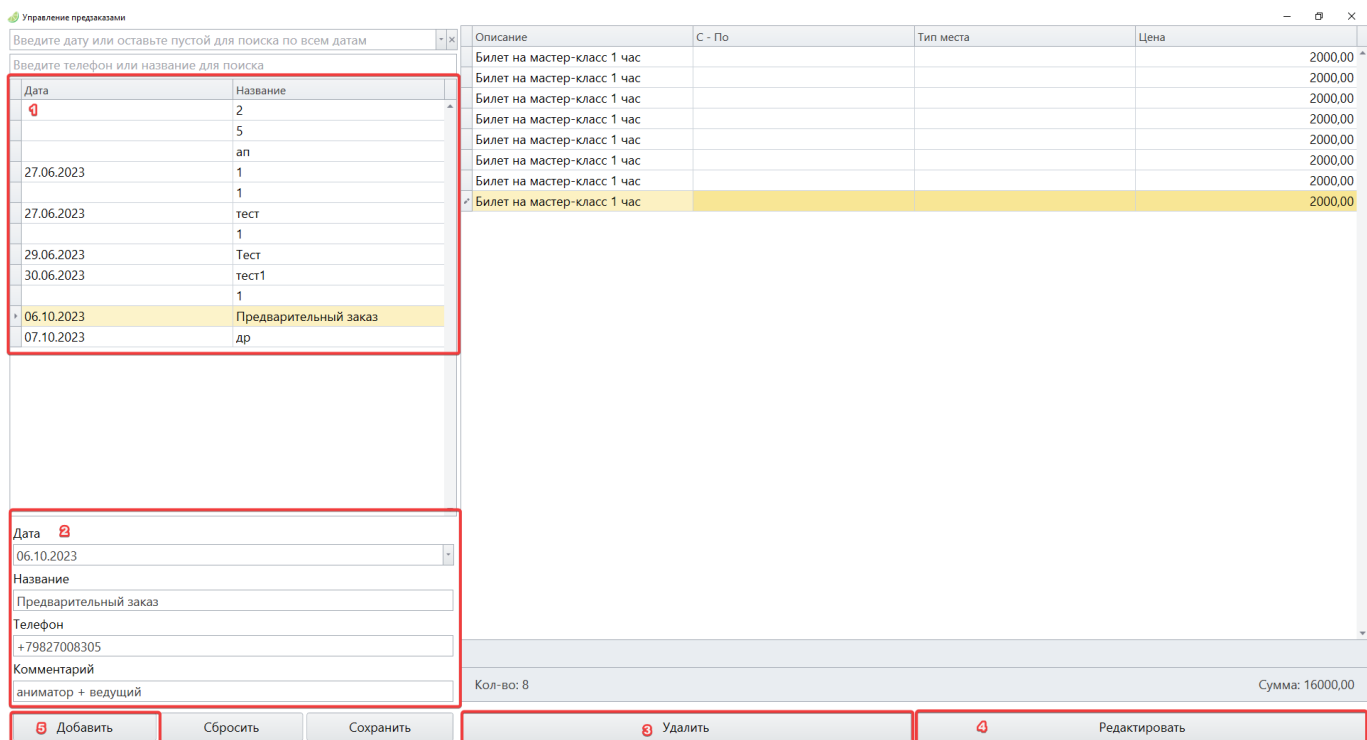 Управление предзаказами
Введите дату или оставьте пустой для поиска по всем датам
Введите телефон или название для поиска
Дата Название
1 2
5
ап
27.06.2023 1
1
27.06.2023 тест
1
29.06.2023 Тест
30.06.2023 тест1
1
06.10.2023 Предварительный заказ
07.10.2023 др
Дата 2
06.10.2023
Название
Предварительный заказ
Телефон
+79827008305
Комментарий
аниматор + ведущий
5 Добавить Сбросить Сохранить
Описание С - По Тип места Цена
Билет на мастер-класс 1 час 2000,00
Билет на мастер-класс 1 час 2000,00
Билет на мастер-класс 1 час 2000,00
Билет на мастер-класс 1 час 2000,00
Билет на мастер-класс 1 час 2000,00
Билет на мастер-класс 1 час 2000,00
Билет на мастер-класс 1 час 2000,00
Билет на мастер-класс 1 час 2000,00
Кол-во: 8 Сумма: 16000,00
3 Удалить 4 Редактировать